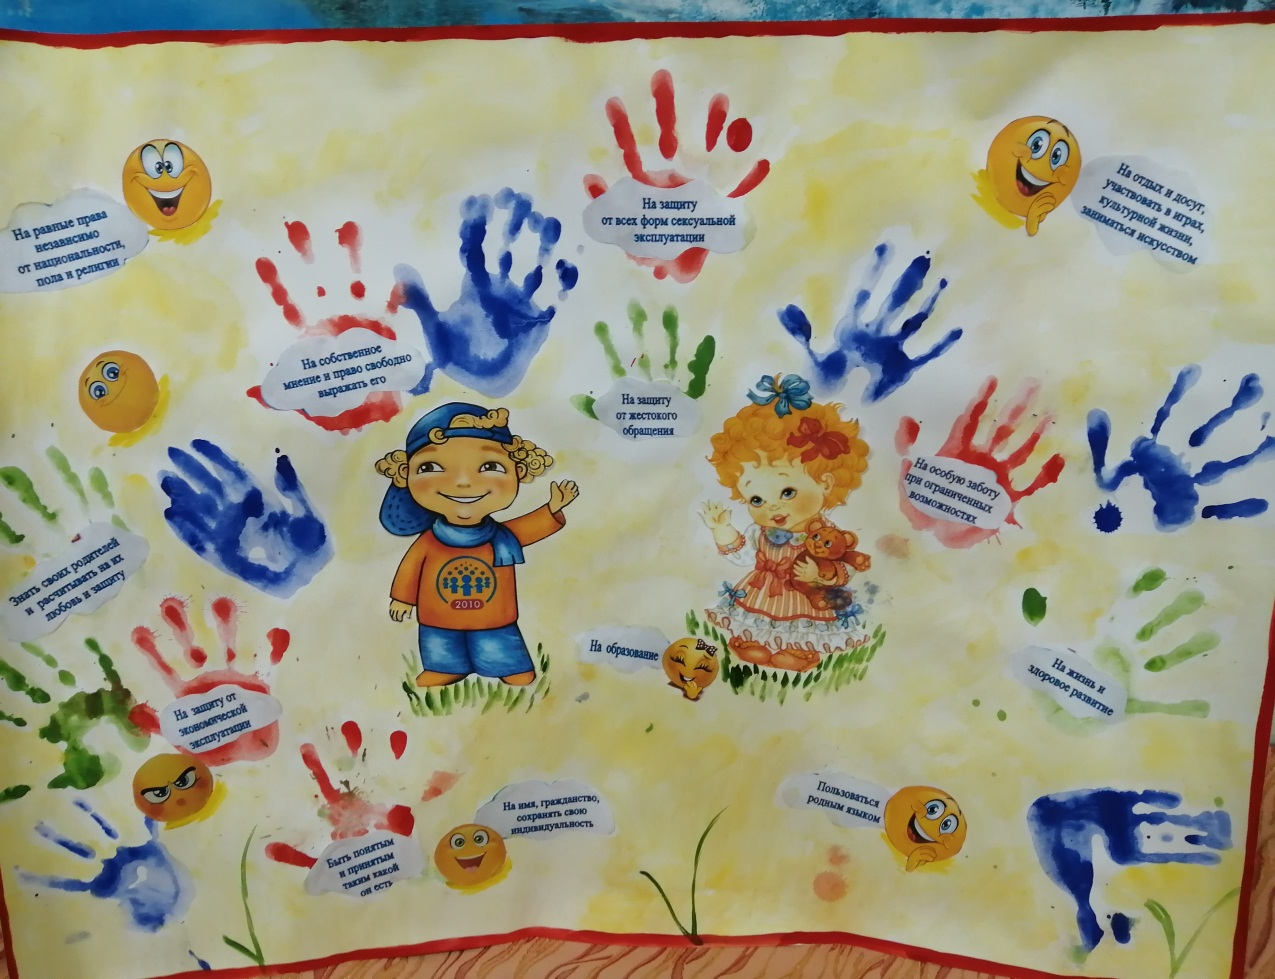 На защиту
от всех форм сексуальной
эксплуатации
На отдых и досуг,
участвовать в играх,
культурной жизни,
заниматься искусством
На равные права
независимо
от национальности,
пола и религии
На собственное
мнение и право свободно
выражать его
На защиту
от жестокого
обращения
На особую заботу
при ограниченных
возможностях
Знать своих родителей
и расчитывать на их
любовь и защиту
2010
На образование
На жизнь и
здоровое развитие
На защиту от
экономической
эксплуатации
На имя, гражданство,
сохранять свою
индивидуальность
Пользоваться
родным языком
Быть понятым
и принятым
таким какой
он есть